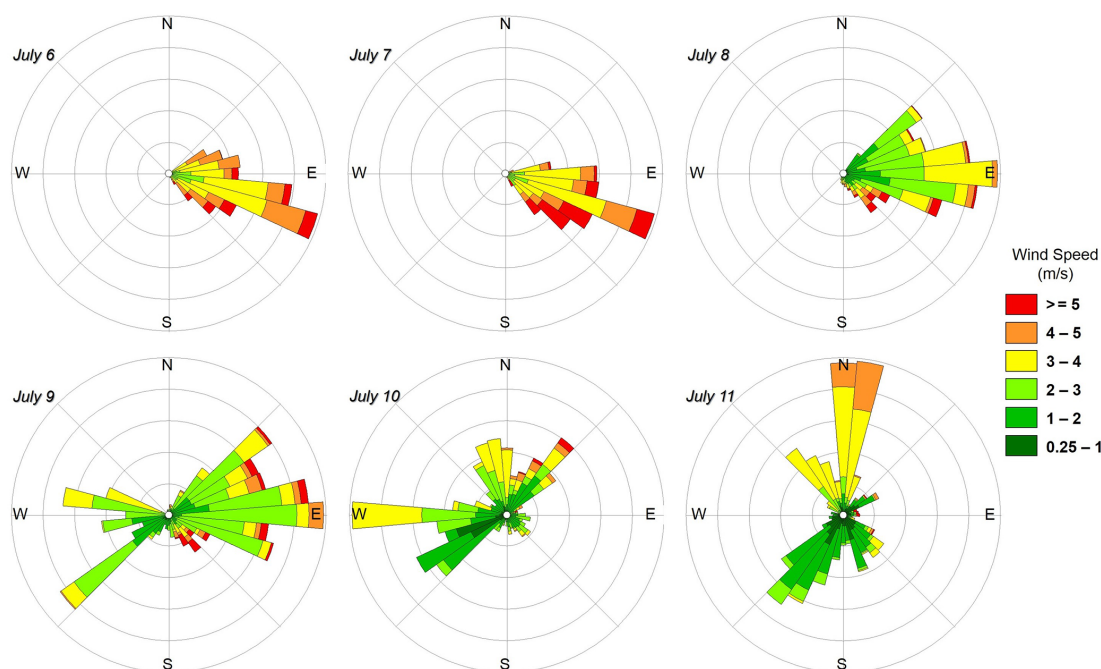 July 6
N
W
E
S
July 7
N
W
E
S
July 8
N
W
E
S
Wind Speed
(m/s)
>= 5
4 – 5
3 – 4
2 – 3
1 – 2
0.25 – 1
July 9
N
W
E
S
July 10
N
W
E
S
July 11
N
W
E
S